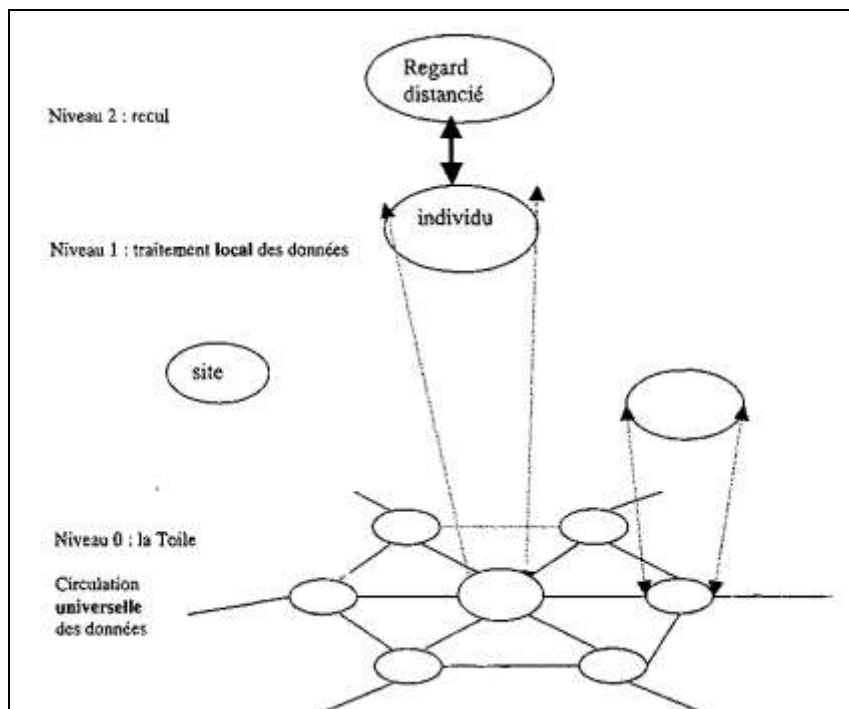 Regard
distancié
Niveau 2 : recul
individu
Niveau 1 : traitement local des données
site
Niveau 0 : la Toile
Circulation
universelle
des données